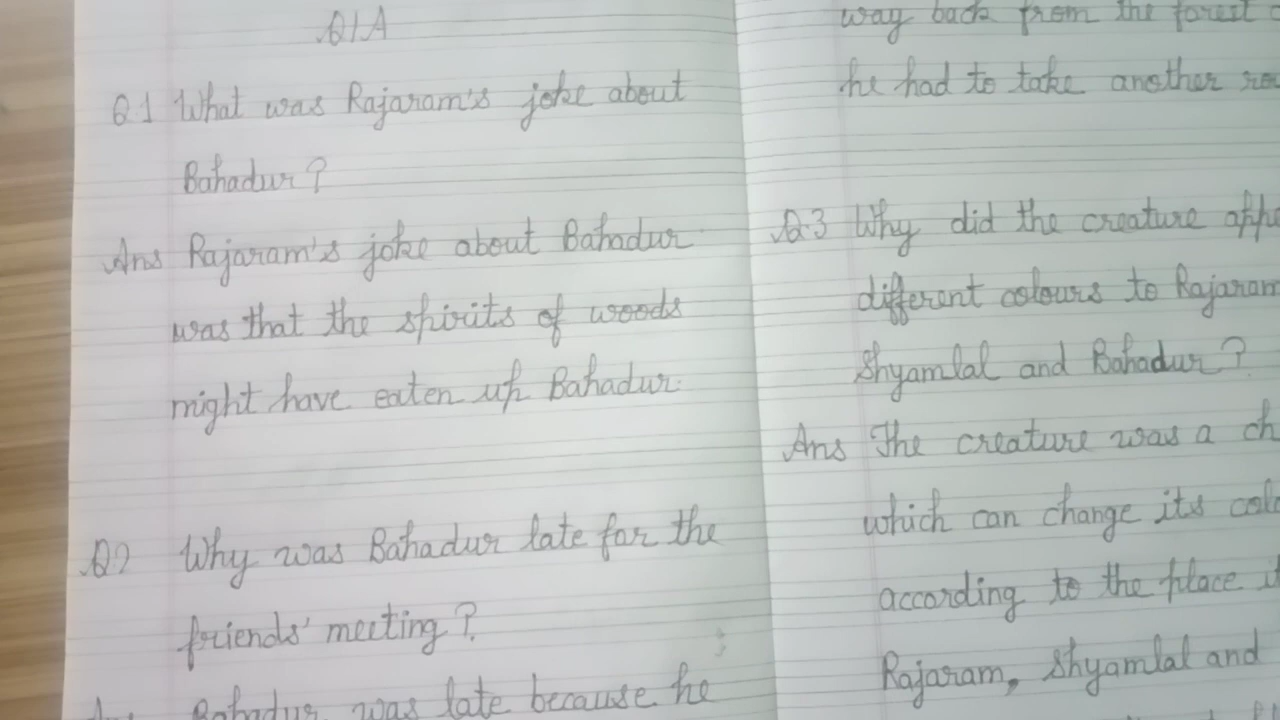 Q1A
Q1 What was Rajaram's joke about
Bahadur?
Ans Rajaram's joke about Bahadur
was that the spirits of woods
might have eaten up Bahadur.
Q2 Why was Bahadur late for the
friends' meeting?
Bahadur was late because he
way back from the forest
he had to take another
Q.3 Why did the creature
different colours to Rajaram
Shyamlal and Bahadur?
Ans The creature was a
which can change its
according to the place
Rajaram, Shyamlal and